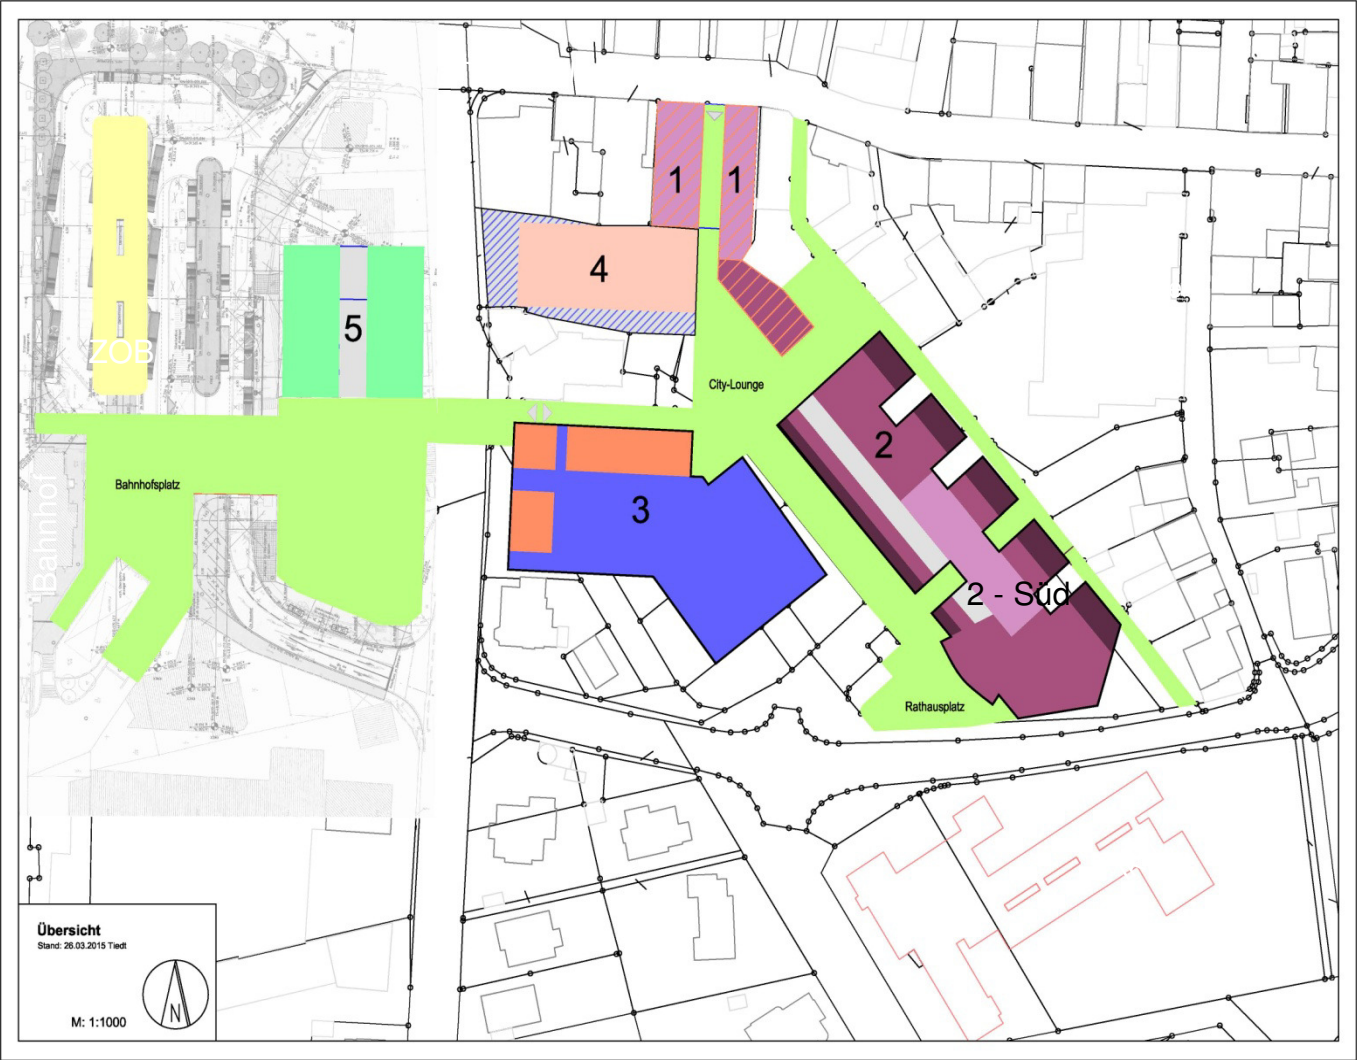 1
1
4
ZOB
5
City-Lounge
2
Bahnhof
Bahnhofsplatz
3
2 - Süd
Rathausplatz
Übersicht
Stand: 26.03.2015 Tiedt
M: 1:1000
N